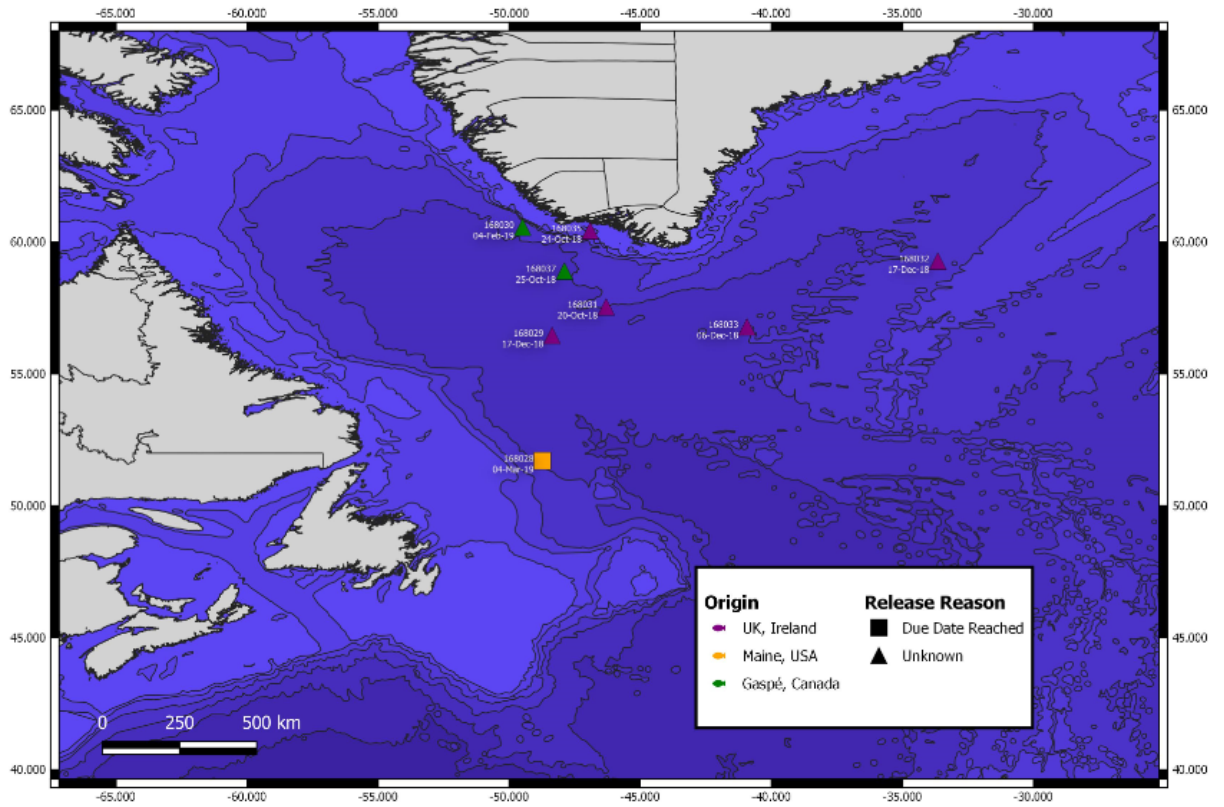 -65.000
-60.000
-55.000
-50.000
-45.000
-40.000
-35.000
-30.000
65.000
65.000
168030
04-Feb-19
168035
24-Oct-18
60.000
60.000
168037
25-Oct-18
168032
17-Dec-18
168031
20-Oct-18
168033
06-Dec-18
168029
17-Dec-18
55.000
55.000
168028
04-Mar-19
50.000
50.000
Origin
Release Reason
UK, Ireland
Due Date Reached
Maine, USA
Unknown
Gaspé, Canada
45.000
45.000
0 250 500 km
40.000
40.000
-65.000
-60.000
-55.000
-50.000
-45.000
-40.000
-35.000
-30.000